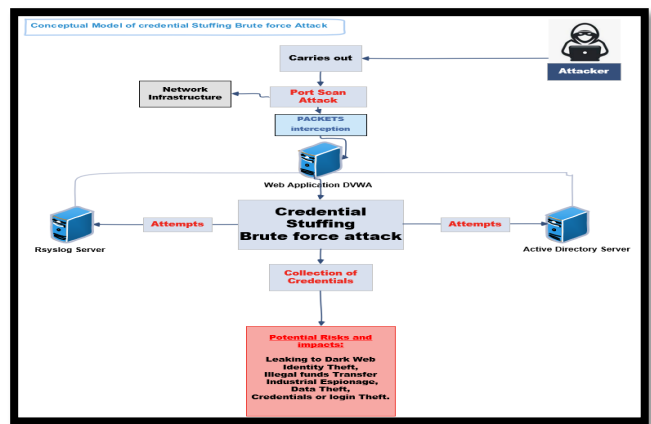 Conceptual Model of credential Stuffing Brute force Attack
Carries out
Attacker
Network
Infrastructure
Port Scan
Attack
PACKETS
interception
Web Application DVWA
Credential
Stuffing
Brute force attack
Attempts
Attempts
Rsyslog Server
Active Directory Server
Collection of
Credentials
Potential Risks and
impacts:
Leaking to Dark Web
Identity Theft,
Illegal funds Transfer
Industrial Espionage,
Data Theft,
Credentials or login Theft.